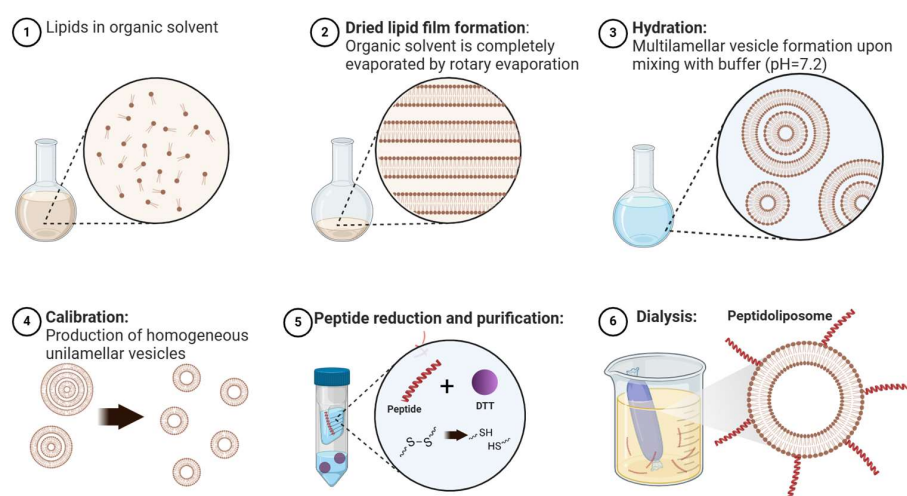 1 Lipids in organic solvent
2 Dried lipid film formation:
Organic solvent is completely
evaporated by rotary evaporation
3 Hydration:
Multilamellar vesicle formation upon
mixing with buffer (pH=7.2)
4 Calibration:
Production of homogeneous
unilamellar vesicles
5 Peptide reduction and purification:
+
Peptide
DTT
S-S
SH
HS
6 Dialysis:
Peptidoliposome